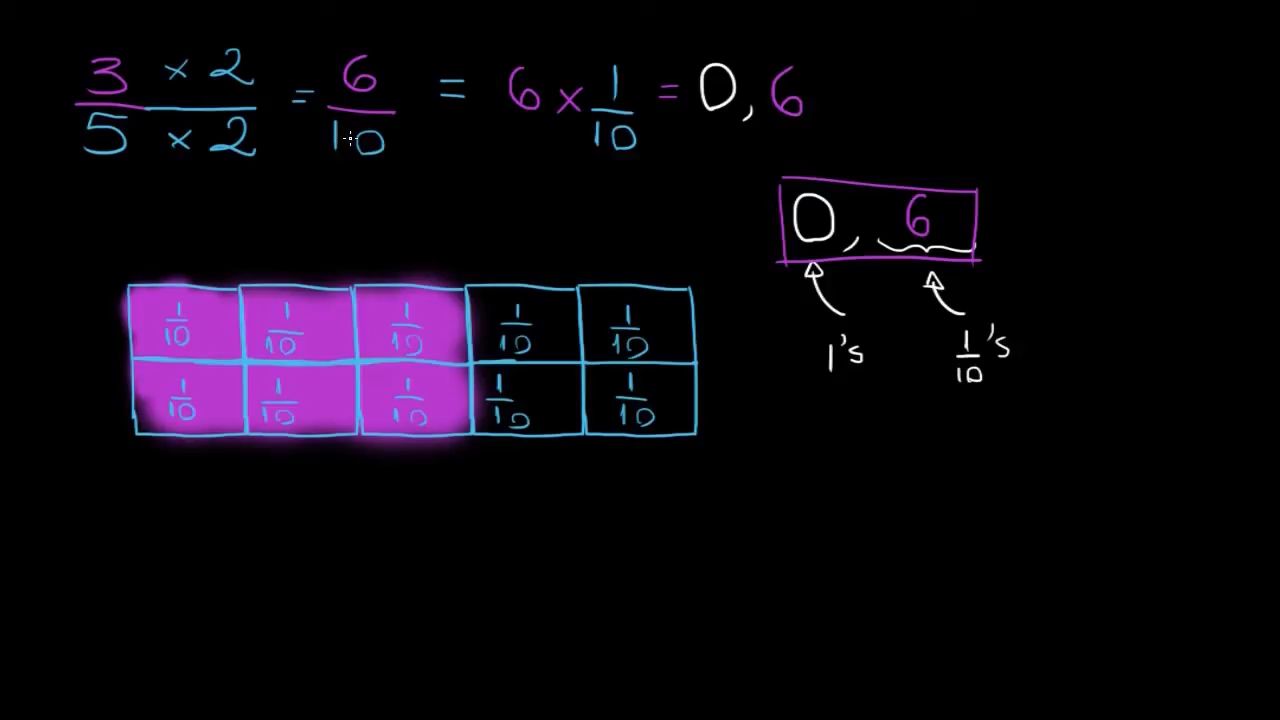 3 × 2 / 5 × 2 = 6/10 = 6 × 1/10 = 0,6
0,6
1's 1/10's
1/10 1/10 1/10 1/10 1/10
1/10 1/10 1/10 1/10 1/10